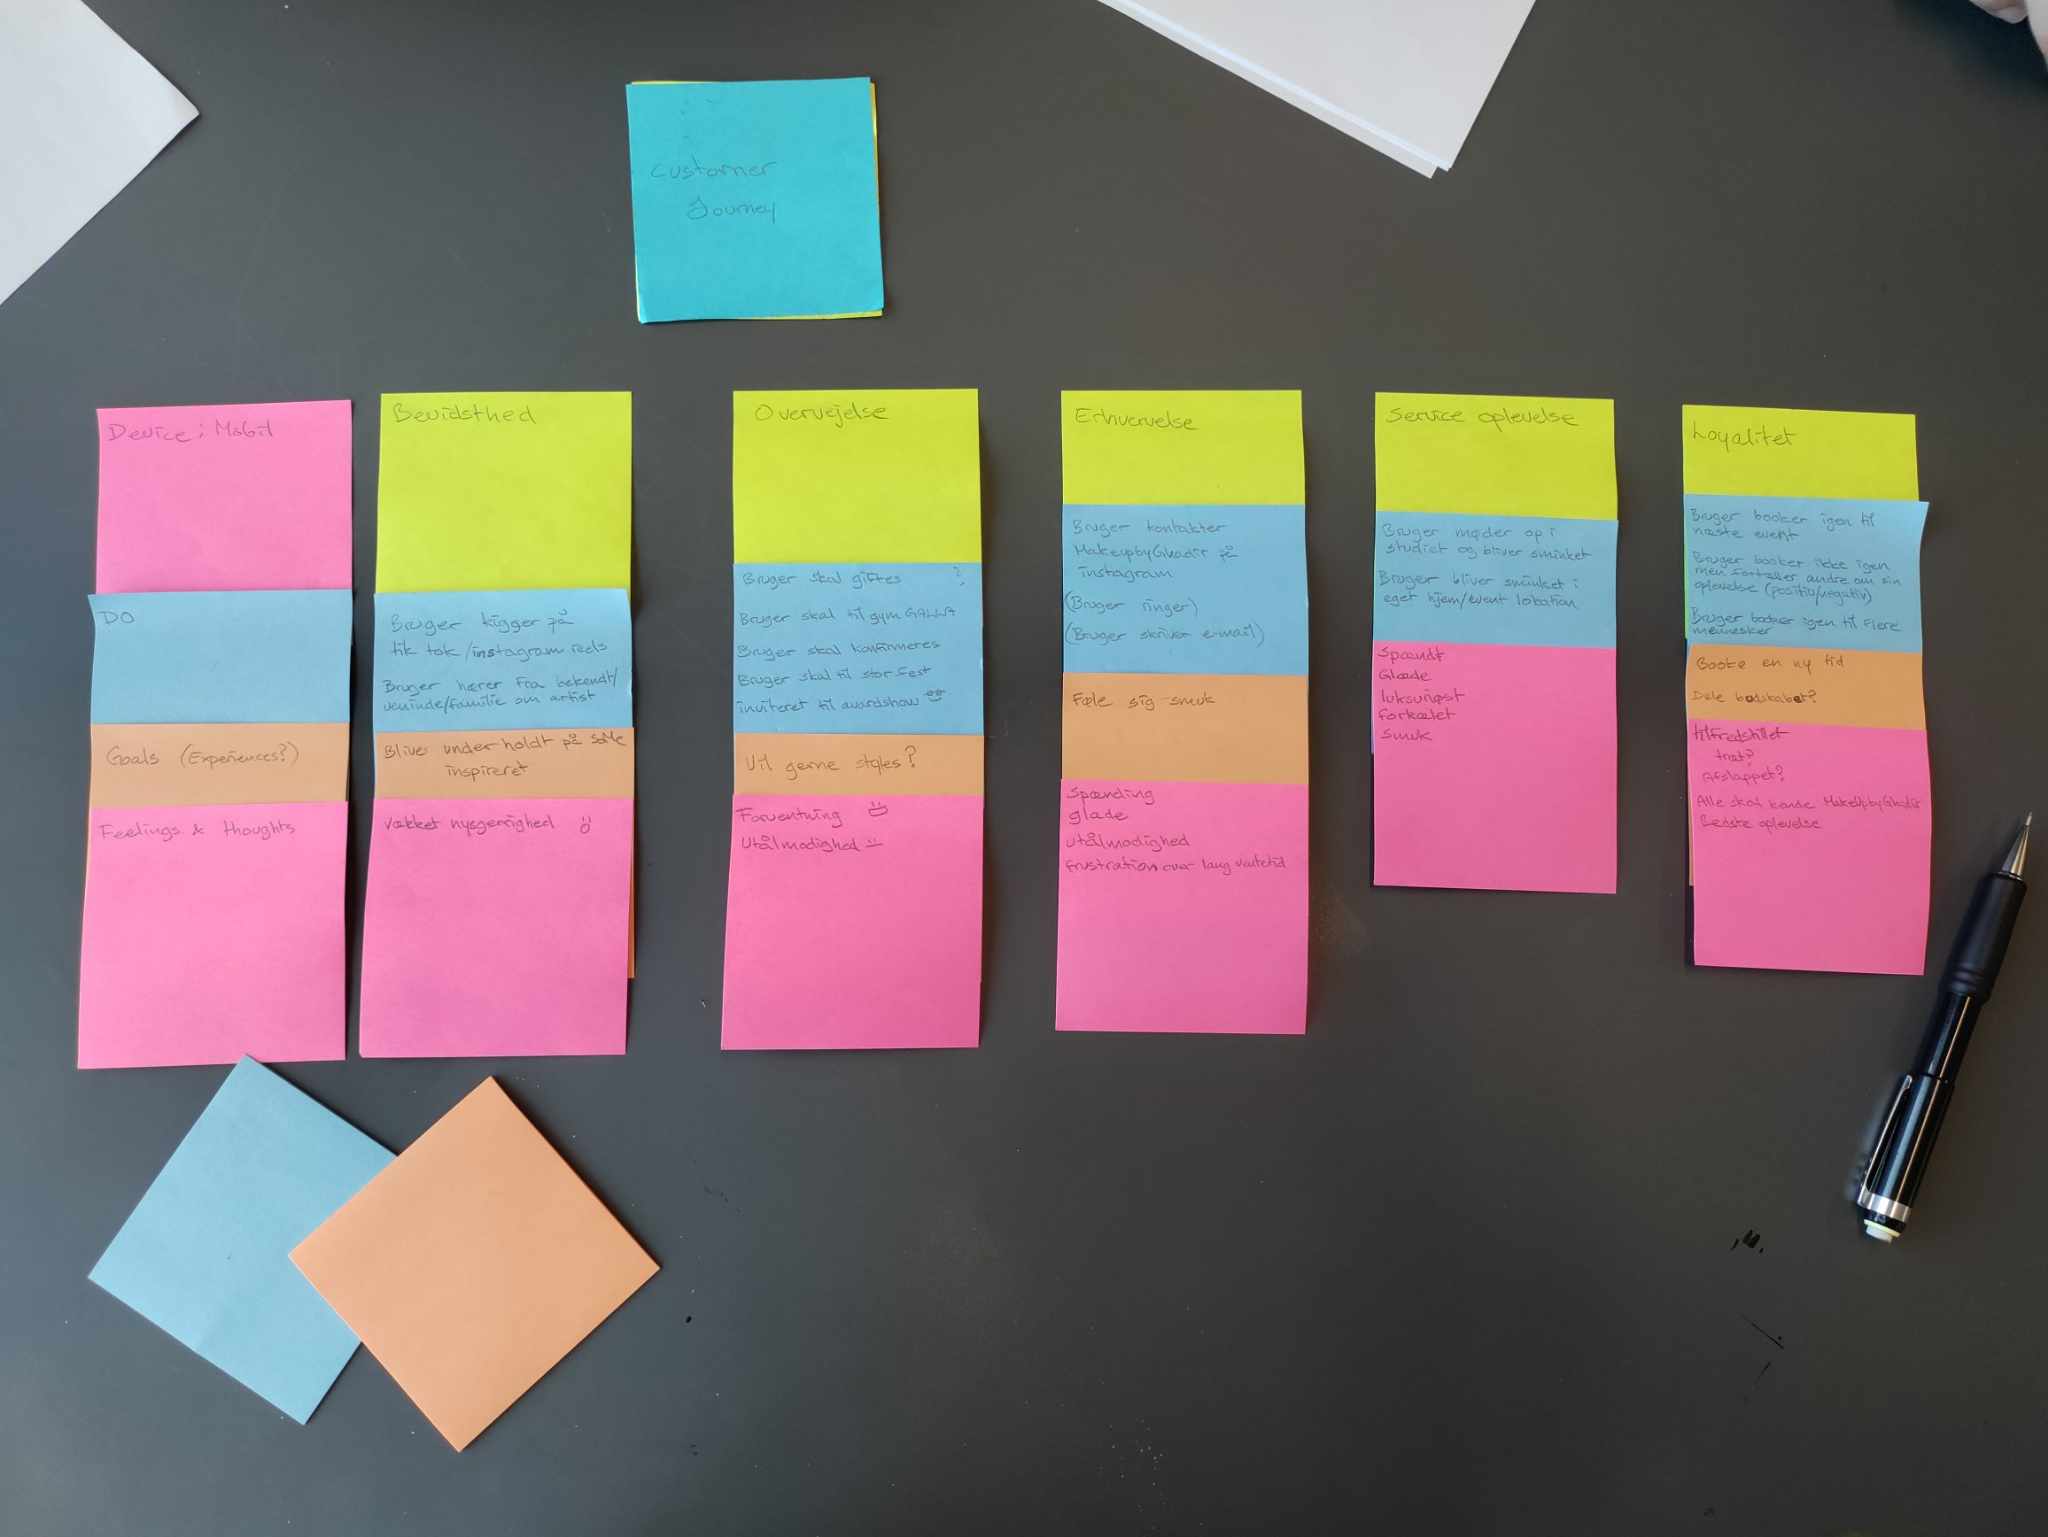 Customer
Journey
Device: Mobil
DO
Goals (Experiences?)
Feelings & thoughts
Bevidsthed
Bruger kigger på
tik tok/instagram reels
Bruger hører fra bekendt/
veninde/familie om artist
Bliver underholdt på SoMe
inspireret
Vækket nysgerrighed
Overvejelse
Bruger skal giftes ?
Bruger skal til gym GALLA
Bruger skal konfirmeres
Bruger skal til stor fest
inviteret til awardshow
Vil gerne styles?
Forventning
Utålmodighed
Erhvervelse
Bruger kontakter
MakeupbyGhadir på
instagram
(Bruger ringer)
(Bruger skriver e-mail)
Føle sig smuk
Spænding
glade
utålmodighed
frustration over lang ventetid
Service oplevelse
Bruger møder op i
studiet og bliver sminket
Bruger bliver sminket i
eget hjem/event lokation
Spændt
Glade
luksuriøst
forkælet
smuk
Loyalitet
Bruger booker igen til
næste event
Bruger booker ikke igen
men fortæller andre om sin
oplevelse (positiv/negativ)
Bruger booker igen til flere
mennesker
Booke en ny tid
Dele budskabet?
tilfredstillet
træt?
Afslappet?
Alle skal kende MakeUpbyGhadir
Bedste oplevelse